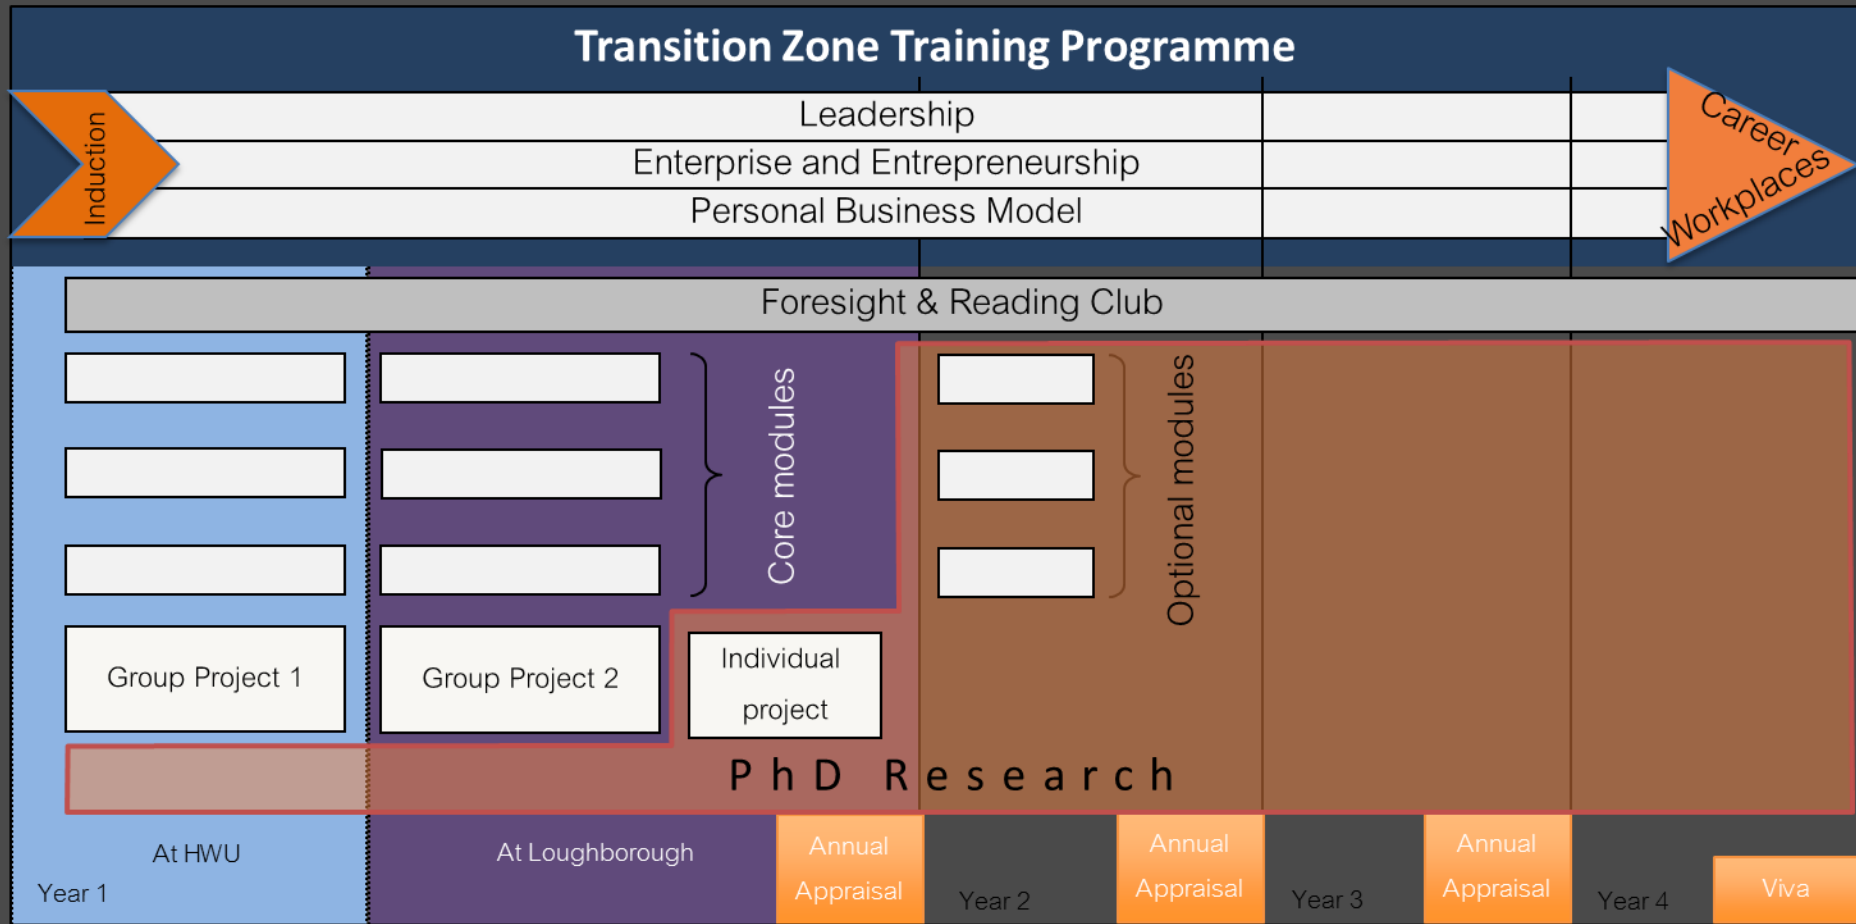 Transition Zone Training Programme
Induction
Leadership
Enterprise and Entrepreneurship
Personal Business Model
Career
Workplaces
Foresight & Reading Club
Core modules
Optional modules
Group Project 1
Group Project 2
Individual
project
PhD Research
At HWU
At Loughborough
Year 1
Annual
Appraisal
Year 2
Annual
Appraisal
Year 3
Annual
Appraisal
Year 4
Viva